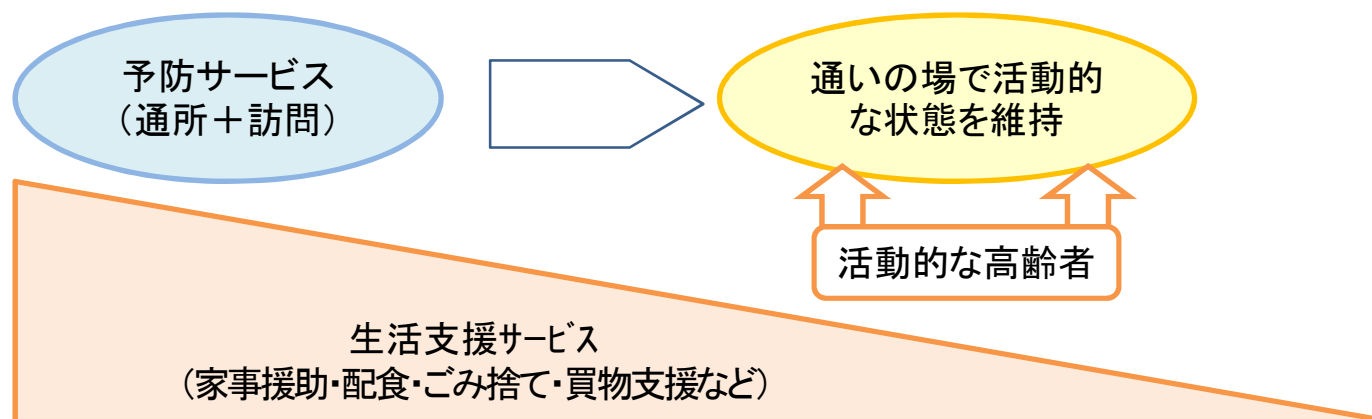 予防サービス
（通所＋訪問）
通いの場で活動的
な状態を維持
活動的な高齢者
生活支援ｻｰﾋﾞｽ
（家事援助・配食・ごみ捨て・買物支援など）